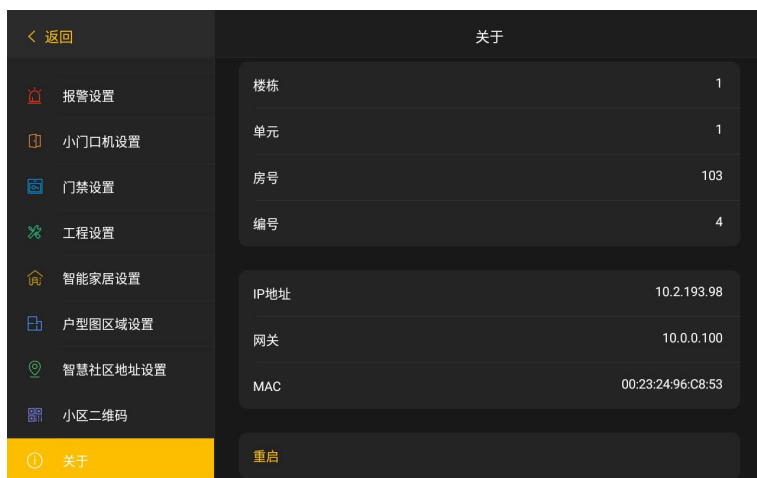 返回
关于
报警设置
小门口机设置
门禁设置
工程设置
智能家居设置
户型图区域设置
智慧社区地址设置
小区二维码
关于
楼栋 1
单元 1
房号 103
编号 4
IP地址 10.2.193.98
网关 10.0.0.100
MAC 00:23:24:96:C8:53
重启